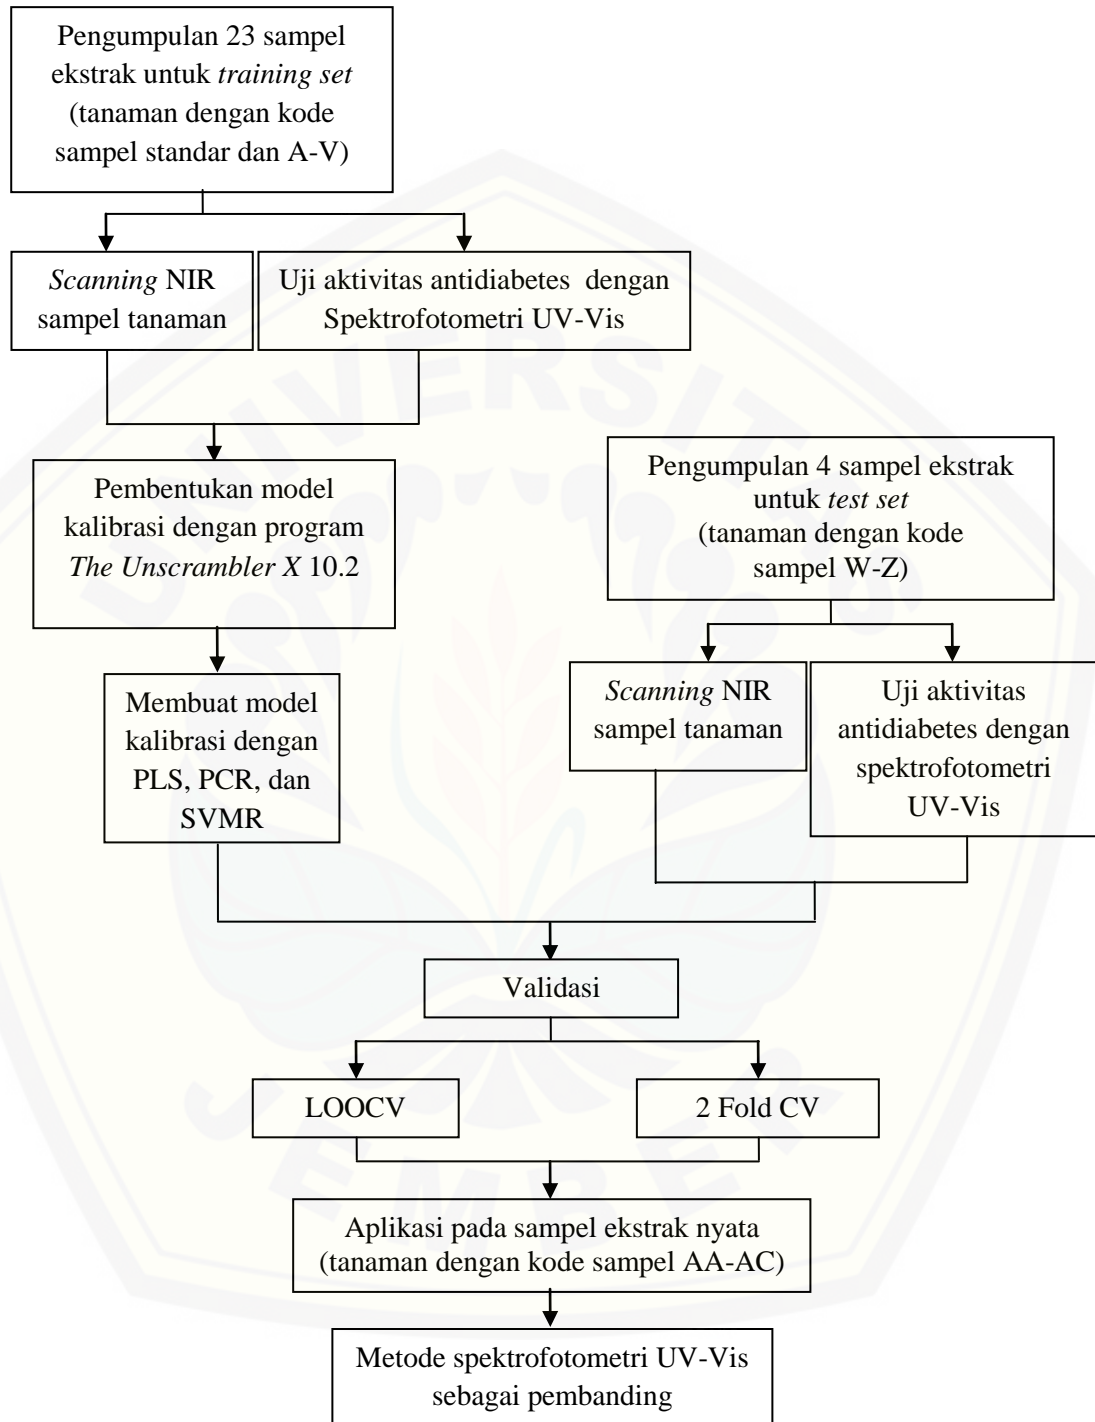 Pengumpulan 23 sampel
ekstrak untuk training set
(tanaman dengan kode
sampel standar dan A-V)
Scanning NIR
sampel tanaman
Uji aktivitas antidiabetes dengan
Spektrofotometri UV-Vis
Pembentukan model
kalibrasi dengan program
The Unscrambler X 10.2
Pengumpulan 4 sampel ekstrak
untuk test set
(tanaman dengan kode
sampel W-Z)
Membuat model
kalibrasi dengan
PLS, PCR, dan
SVMR
Scanning NIR
sampel tanaman
Uji aktivitas
antidiabetes dengan
spektrofotometri
UV-Vis
Validasi
LOOCV
2 Fold CV
Aplikasi pada sampel ekstrak nyata
(tanaman dengan kode sampel AA-AC)
Metode spektrofotometri UV-Vis
sebagai pembanding
UNIVERSITAS
JEMBER